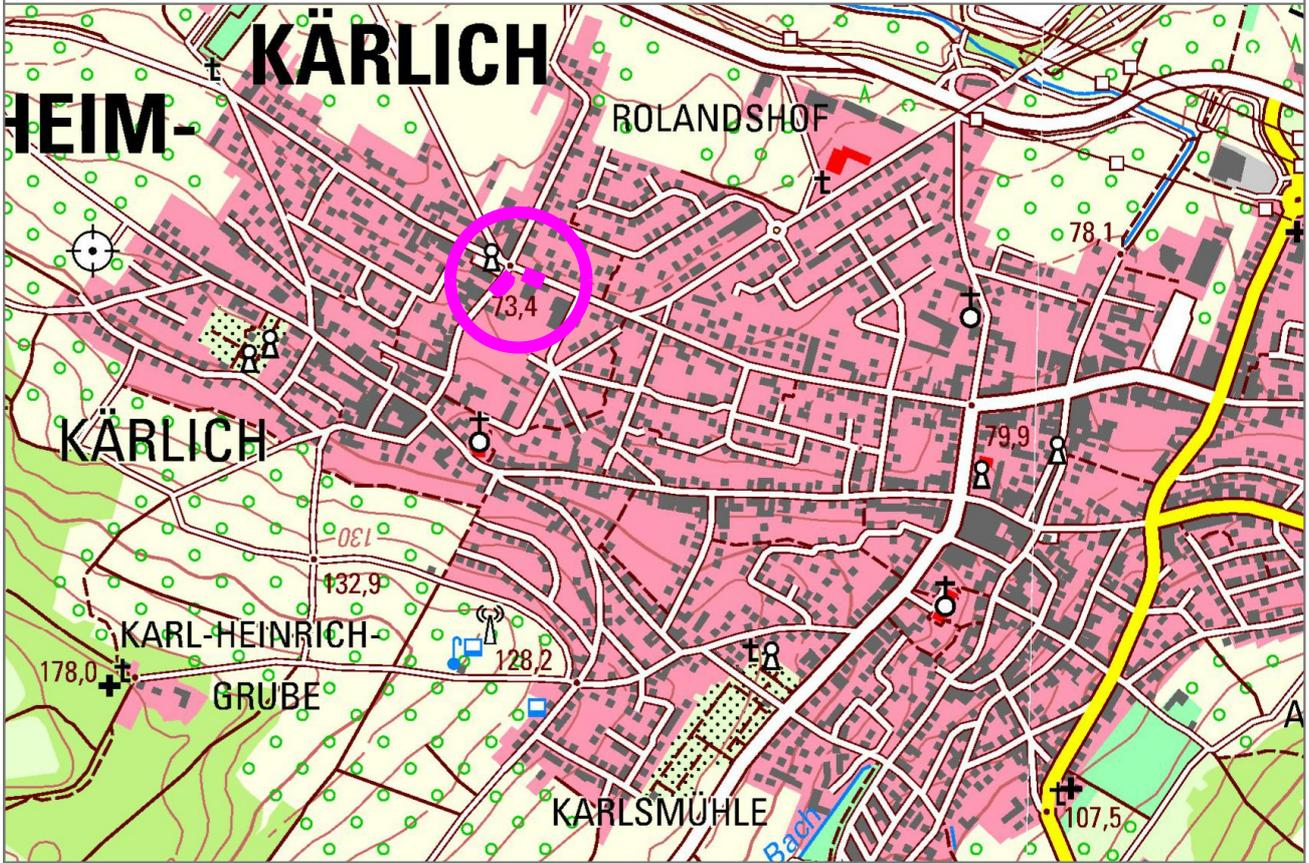 KÄRLICH
HEIM-
ROLANDSHOF
78,1
73,4
KÄRLICH
79,9
130
132,9
KARL-HEINRICH-
178,0
128,2
GRUBE
A
KARLSMÜHLE
Bach
107,5